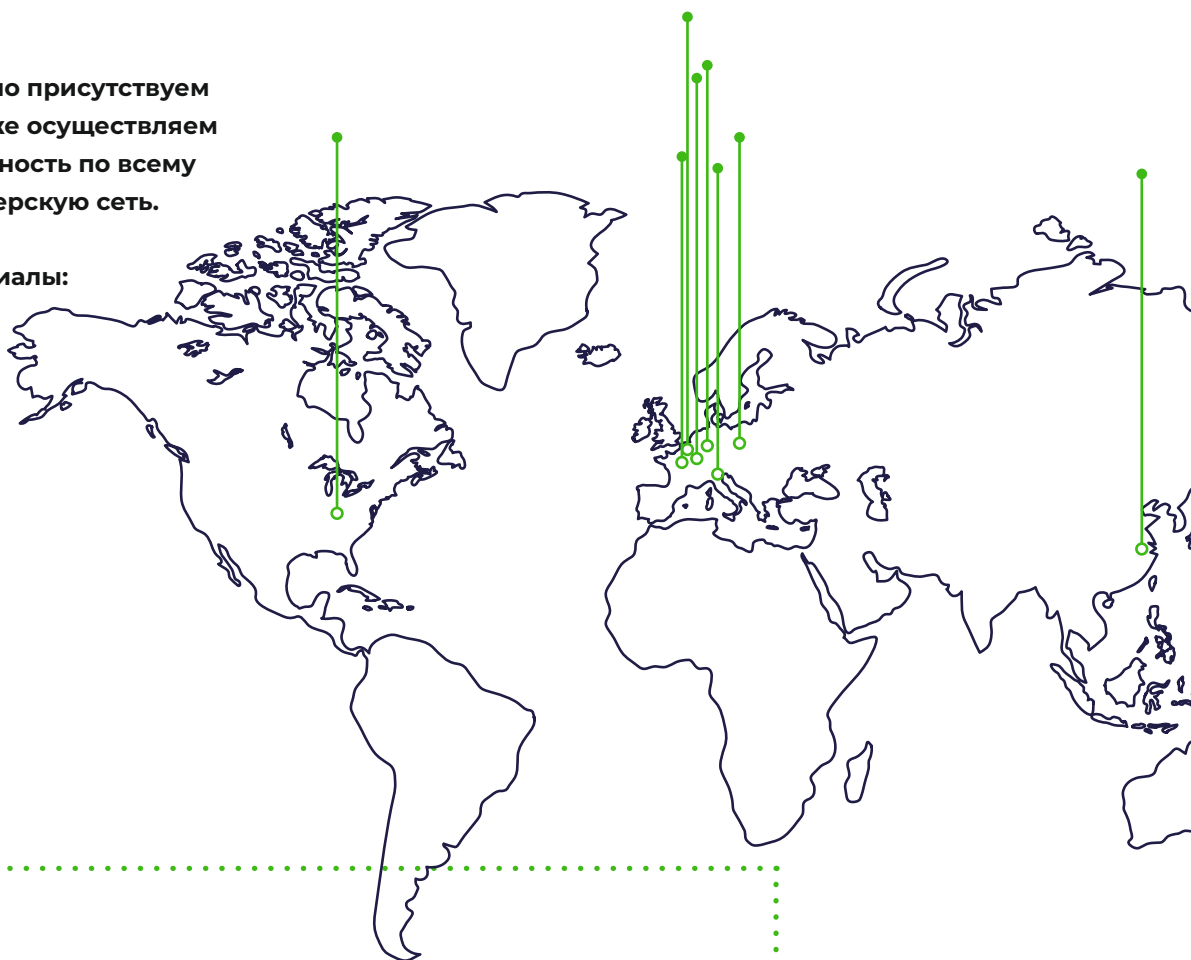 но присутствуем
же осуществляем
ность по всему
ерскую сеть.
иалы: